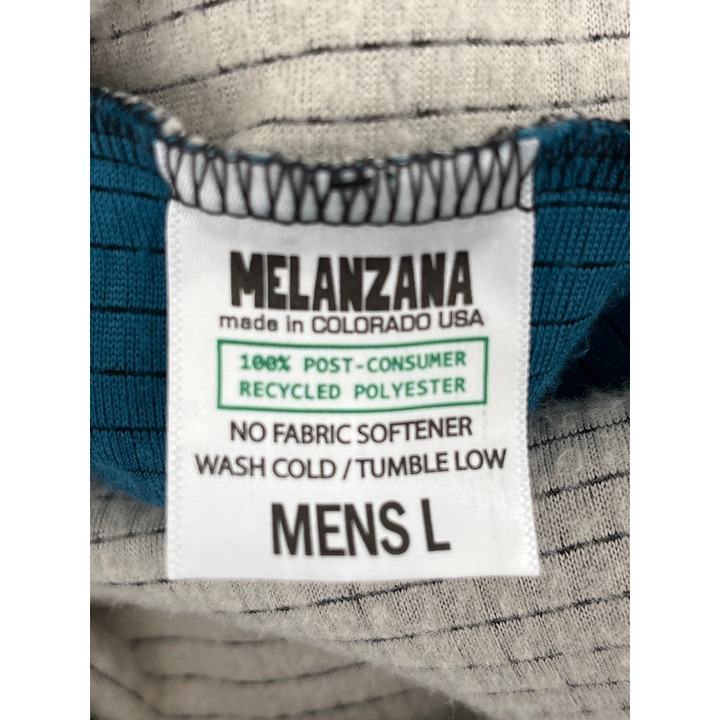 MELANZANA
made in COLORADO USA
100% POST-CONSUMER
RECYCLED POLYESTER
NO FABRIC SOFTENER
WASH COLD / TUMBLE LOW
MENS L